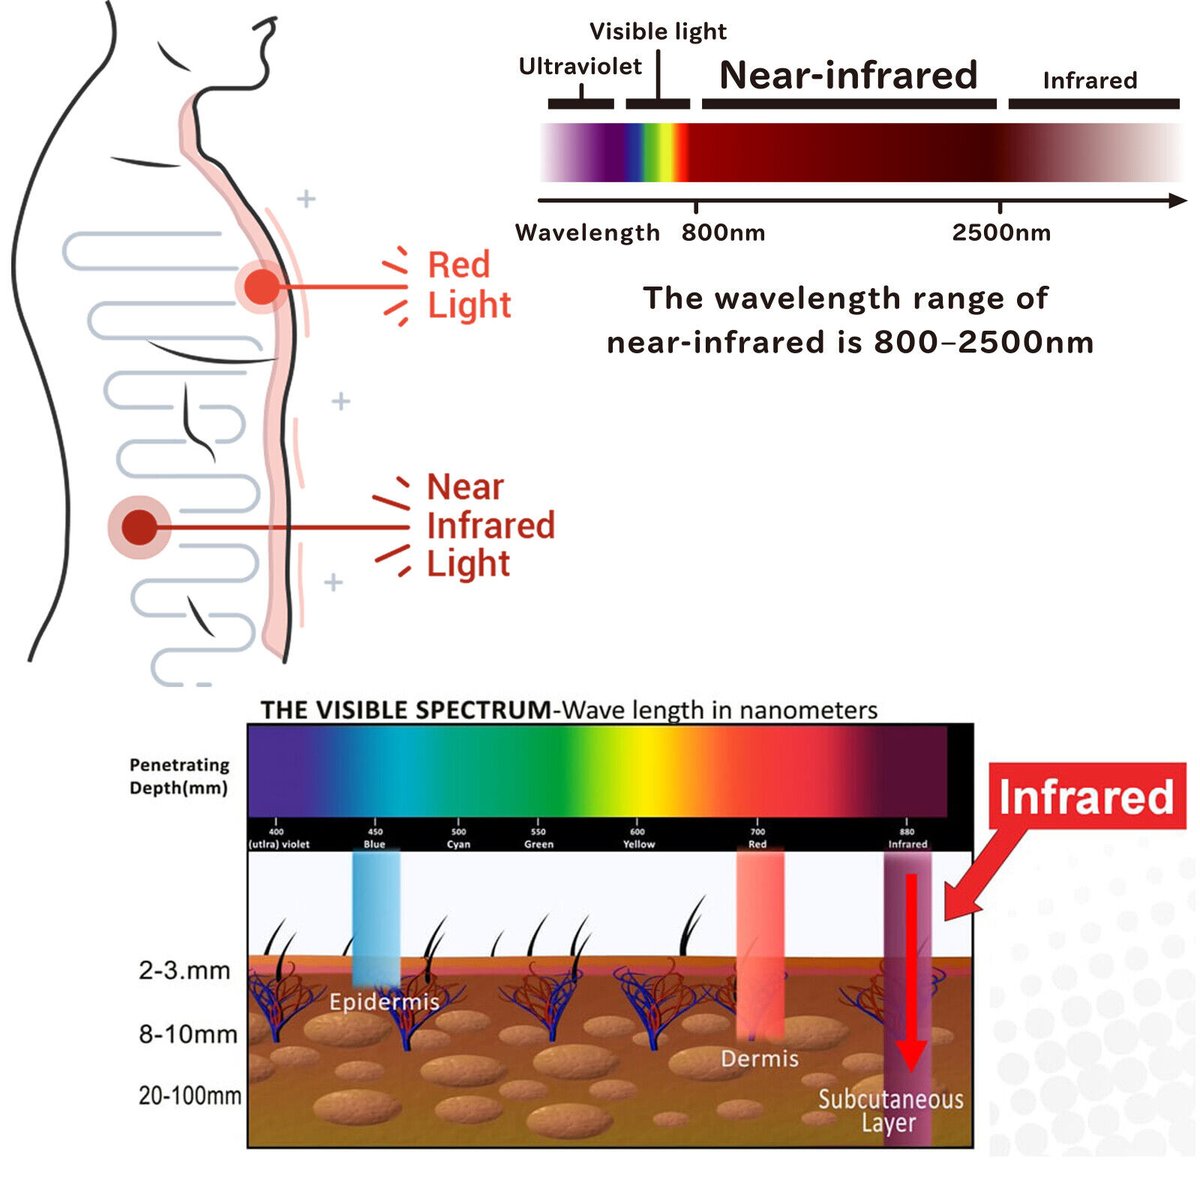 Visible light
Ultraviolet
Near-infrared
Infrared
Wavelength 800nm 2500nm
The wavelength range of
near-infrared is 800–2500nm
Red
Light
Near
Infrared
Light
THE VISIBLE SPECTRUM-Wave length in nanometers
Penetrating
Depth(mm)
400 450 500 550 600 700 880
(utlra) violet Blue Cyan Green Yellow Red Infrared
Infrared
2-3.mm
Epidermis
8-10mm
Dermis
20-100mm
Subcutaneous
Layer